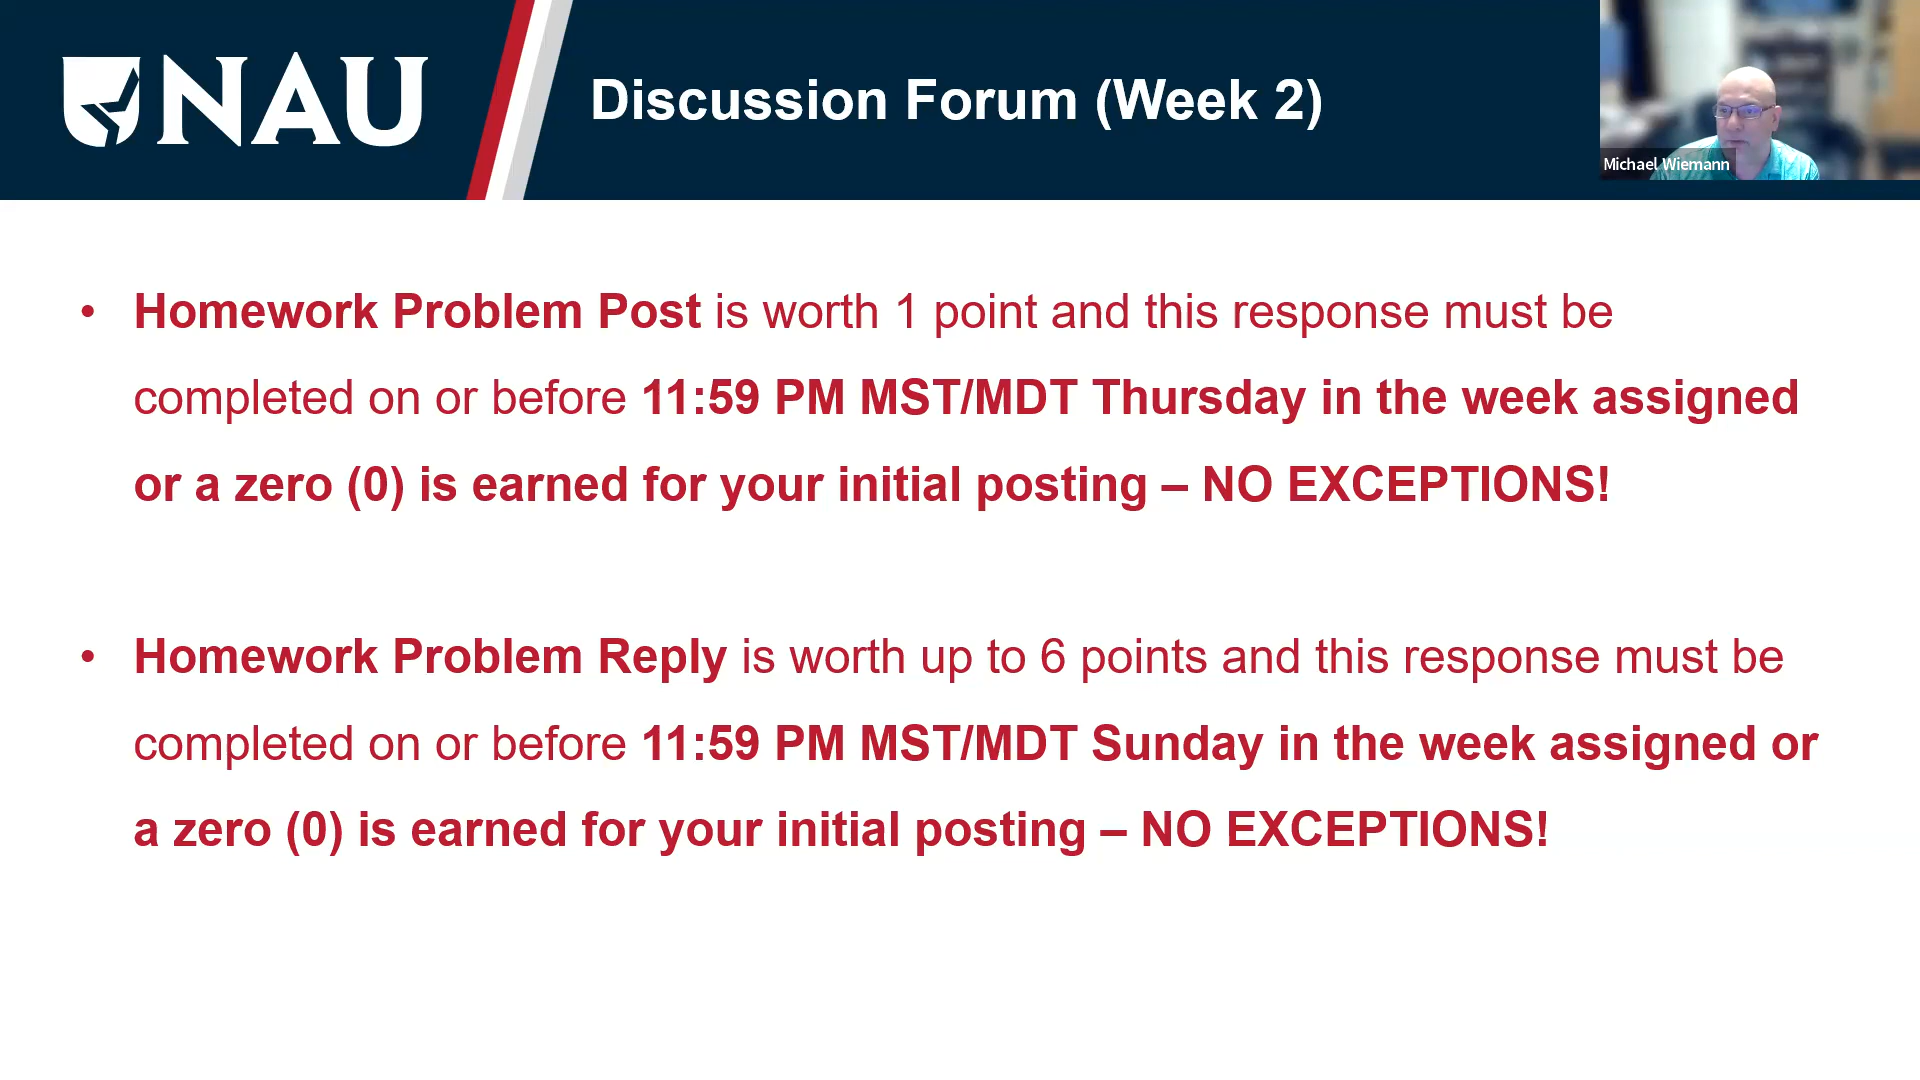 NAU
Discussion Forum (Week 2)
Michael Wiemann
• Homework Problem Post is worth 1 point and this response must be
completed on or before 11:59 PM MST/MDT Thursday in the week assigned
or a zero (0) is earned for your initial posting – NO EXCEPTIONS!
• Homework Problem Reply is worth up to 6 points and this response must be
completed on or before 11:59 PM MST/MDT Sunday in the week assigned or
a zero (0) is earned for your initial posting – NO EXCEPTIONS!